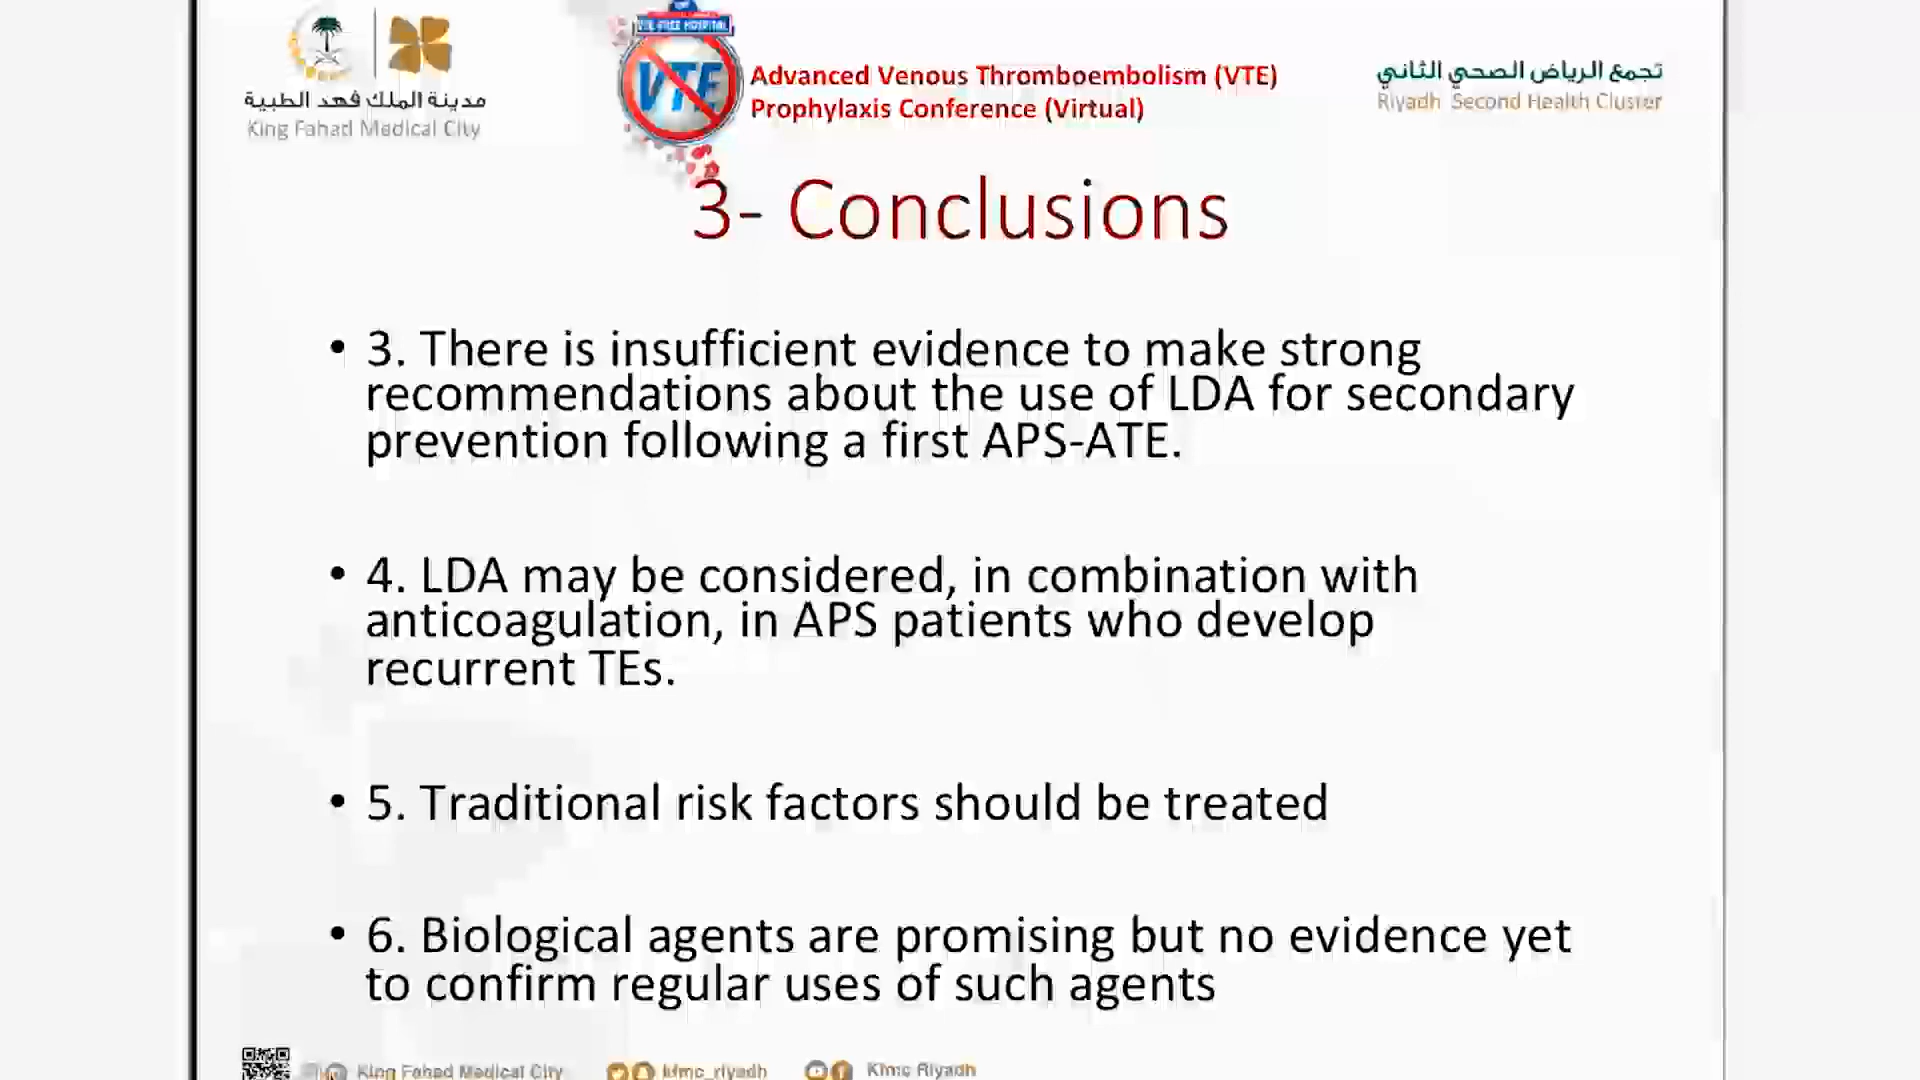 مدينة الملك فهد الطبية
King Fahad Medical City
VTE FREE HOSPITAL
VTE
Advanced Venous Thromboembolism (VTE)
Prophylaxis Conference (Virtual)
تجمع الرياض الصحي الثاني
Riyadh Second Health Cluster
3- Conclusions
• 3. There is insufficient evidence to make strong
recommendations about the use of LDA for secondary
prevention following a first APS-ATE.
• 4. LDA may be considered, in combination with
anticoagulation, in APS patients who develop
recurrent TEs.
• 5. Traditional risk factors should be treated
• 6. Biological agents are promising but no evidence yet
to confirm regular uses of such agents
King Fahad Medical City
kfmc_riyadh
Kfmc Riyadh